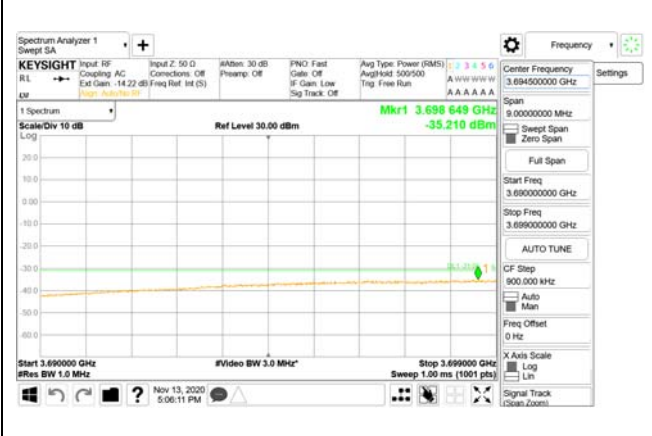 Spectrum Analyzer 1
Swept SA
Frequency
KEYSIGHT
RL
Input: RF
Coupling: AC
Ext Gain: -14.22 dB
Align: Auto/No RF
Input Z: 50 Ω
Corrections: Off
Freq Ref: Int (S)
#Atten: 30 dB
Preamp: Off
PNO: Fast
Gate: Off
IF Gain: Low
Sig Track: Off
Avg Type: Power (RMS)
Avg|Hold: 500/500
Trig: Free Run
1 2 3 4 5 6
A W W W W W
A A A A A A
1 Spectrum
Mkr1 3.698 649 GHz
-35.210 dBm
Scale/Div 10 dB
Ref Level 30.00 dBm
Log
20.0
10.0
0.00
-10.0
-20.0
-30.0
-40.0
-50.0
-60.0
1
Start 3.690000 GHz
#Video BW 3.0 MHz*
Stop 3.699000 GHz
#Res BW 1.0 MHz
Sweep 1.00 ms (1001 pts)
Nov 13, 2020
5:06:11 PM
Center Frequency
3.694500000 GHz
Settings
Span
9.00000000 MHz
Swept Span
Zero Span
Full Span
Start Freq
3.690000000 GHz
Stop Freq
3.699000000 GHz
AUTO TUNE
CF Step
900.000 kHz
Auto
Man
Freq Offset
0 Hz
X Axis Scale
Log
Lin
Signal Track
(Span Zoom)